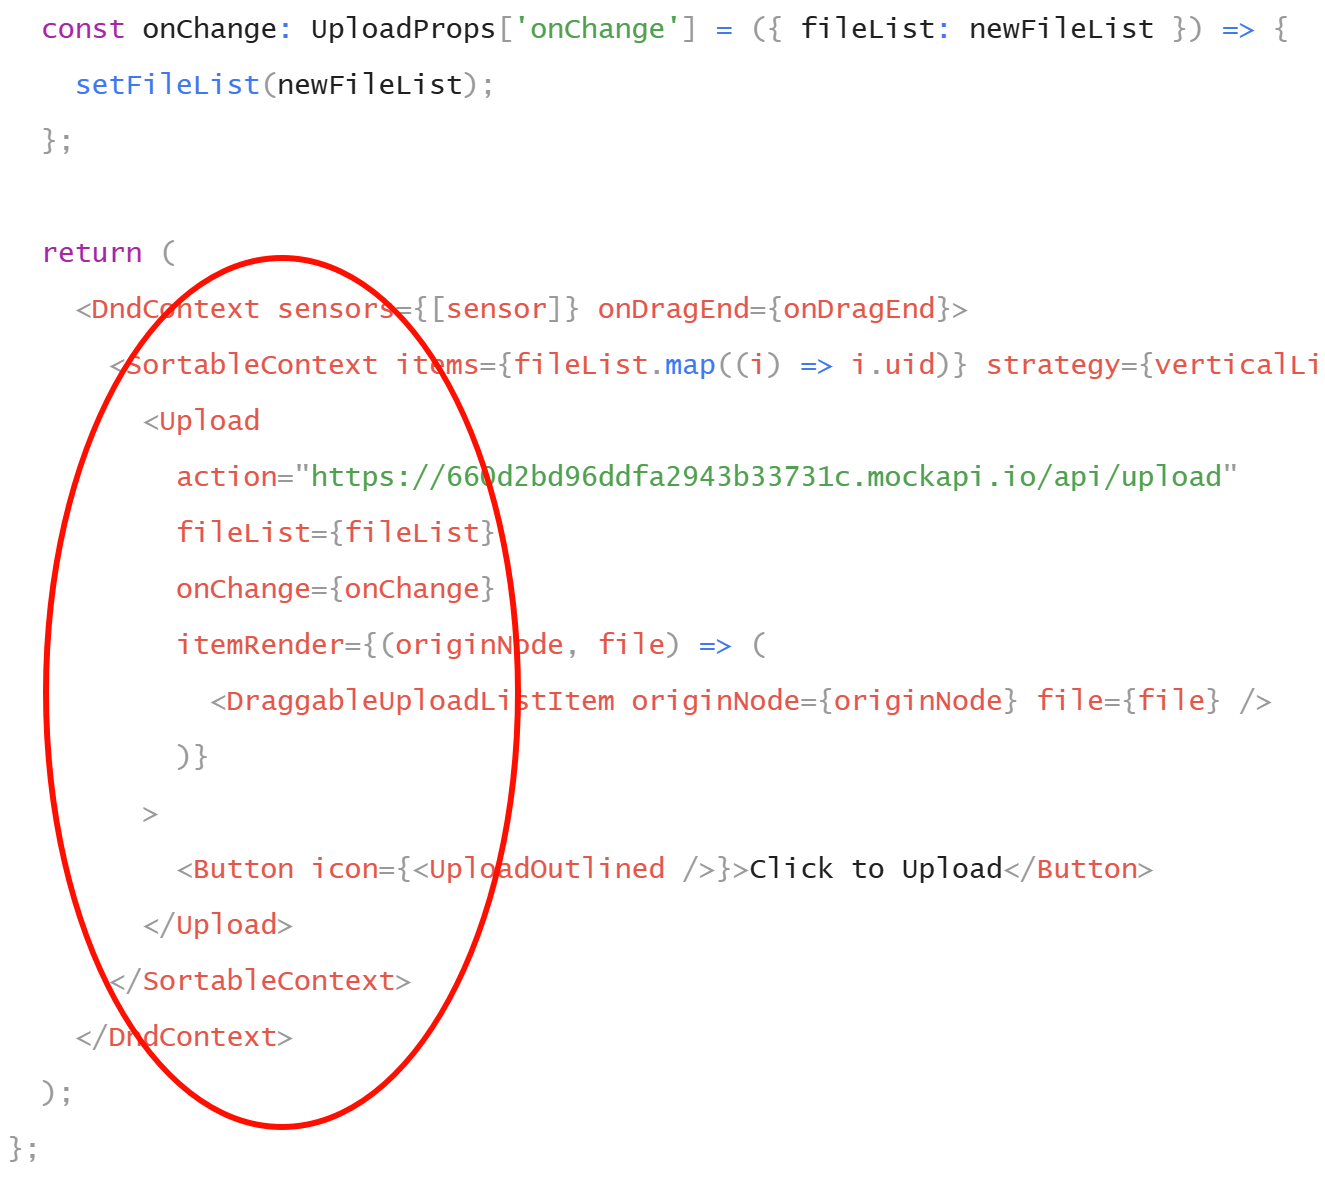 const onChange: UploadProps['onChange'] = ({ fileList: newFileList }) => {
setFileList(newFileList);
};
return (
<DndContext sensors={[sensor]} onDragEnd={onDragEnd}>
<SortableContext items={fileList.map((i) => i.uid)} strategy={verticalLi
<Upload
action="https://660d2bd96ddfa2943b33731c.mockapi.io/api/upload"
fileList={fileList}
onChange={onChange}
itemRender={(originNode, file) => (
<DraggableUploadListItem originNode={originNode} file={file} />
)}
>
<Button icon={<UploadOutlined />}>Click to Upload</Button>
</Upload>
</SortableContext>
</DndContext>
);
};